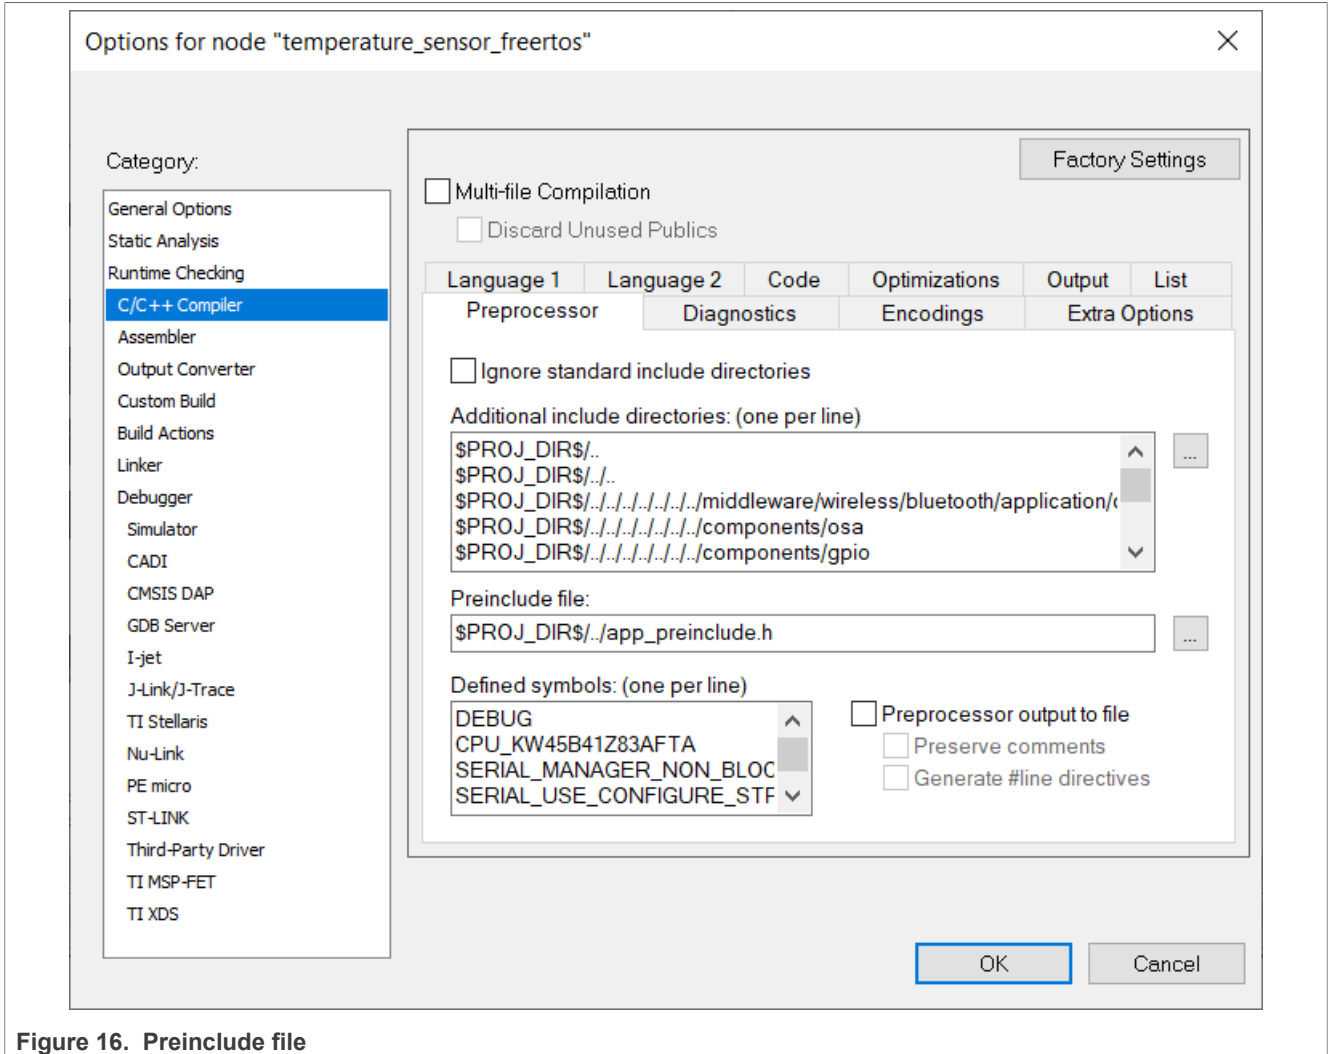 Options for node "temperature_sensor_freertos"
Category:
General Options
Static Analysis
Runtime Checking
C/C++ Compiler
Assembler
Output Converter
Custom Build
Build Actions
Linker
Debugger
Simulator
CADI
CMSIS DAP
GDB Server
I-jet
J-Link/J-Trace
TI Stellaris
Nu-Link
PE micro
ST-LINK
Third-Party Driver
TI MSP-FET
TI XDS
Factory Settings
Multi-file Compilation
Discard Unused Publics
Language 1 Language 2 Code Optimizations Output List
Preprocessor Diagnostics Encodings Extra Options
Ignore standard include directories
Additional include directories: (one per line)
$PROJ_DIR$/..
$PROJ_DIR$/../..
$PROJ_DIR$/../../../../../../../../middleware/wireless/bluetooth/application/c
$PROJ_DIR$/../../../../../../../../components/osa
$PROJ_DIR$/../../../../../../../../components/gpio
...
Preinclude file:
$PROJ_DIR$/../app_preinclude.h
...
Defined symbols: (one per line)
DEBUG
CPU_KW45B41Z83AFTA
SERIAL_MANAGER_NON_BLOC
SERIAL_USE_CONFIGURE_STF
Preprocessor output to file
Preserve comments
Generate #line directives
OK Cancel
Figure 16. Preinclude file